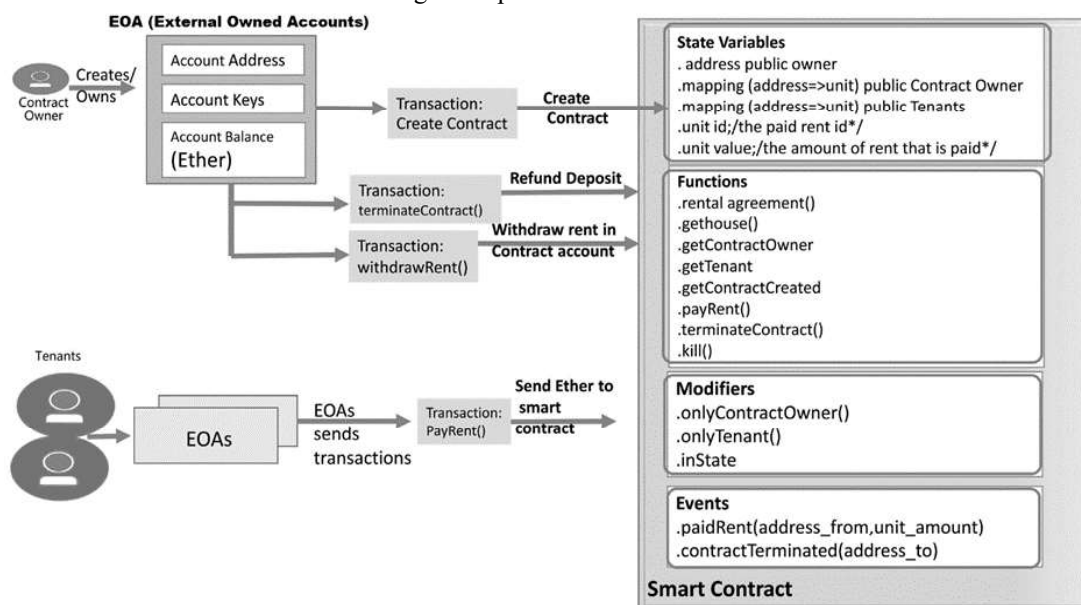 EOA (External Owned Accounts)
Contract
Owner
Creates/
Owns
Account Address
Account Keys
Account Balance
(Ether)
Transaction:
Create Contract
Create
Contract
Transaction:
terminateContract()
Refund Deposit
Transaction:
withdrawRent()
Withdraw rent in
Contract account
Tenants
EOAs
EOAs
sends
transactions
Transaction:
PayRent()
Send Ether to
smart
contract
State Variables
. address public owner
.mapping (address=>unit) public Contract Owner
.mapping (address=>unit) public Tenants
.unit id;/the paid rent id*/
.unit value;/the amount of rent that is paid*/
Functions
.rental agreement()
.gethouse()
.getContractOwner
.getTenant
.getContractCreated
.payRent()
.terminateContract()
.kill()
Modifiers
.onlyContractOwner()
.onlyTenant()
.inState
Events
.paidRent(address_from,unit_amount)
.contractTerminated(address_to)
Smart Contract